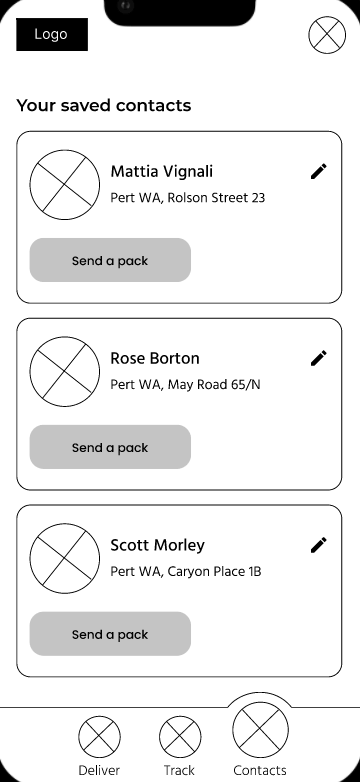 Logo
Your saved contacts
Mattia Vignali
Pert WA, Rolson Street 23
Send a pack
Rose Borton
Pert WA, May Road 65/N
Send a pack
Scott Morley
Pert WA, Caryon Place 1B
Send a pack
Deliver
Track
Contacts